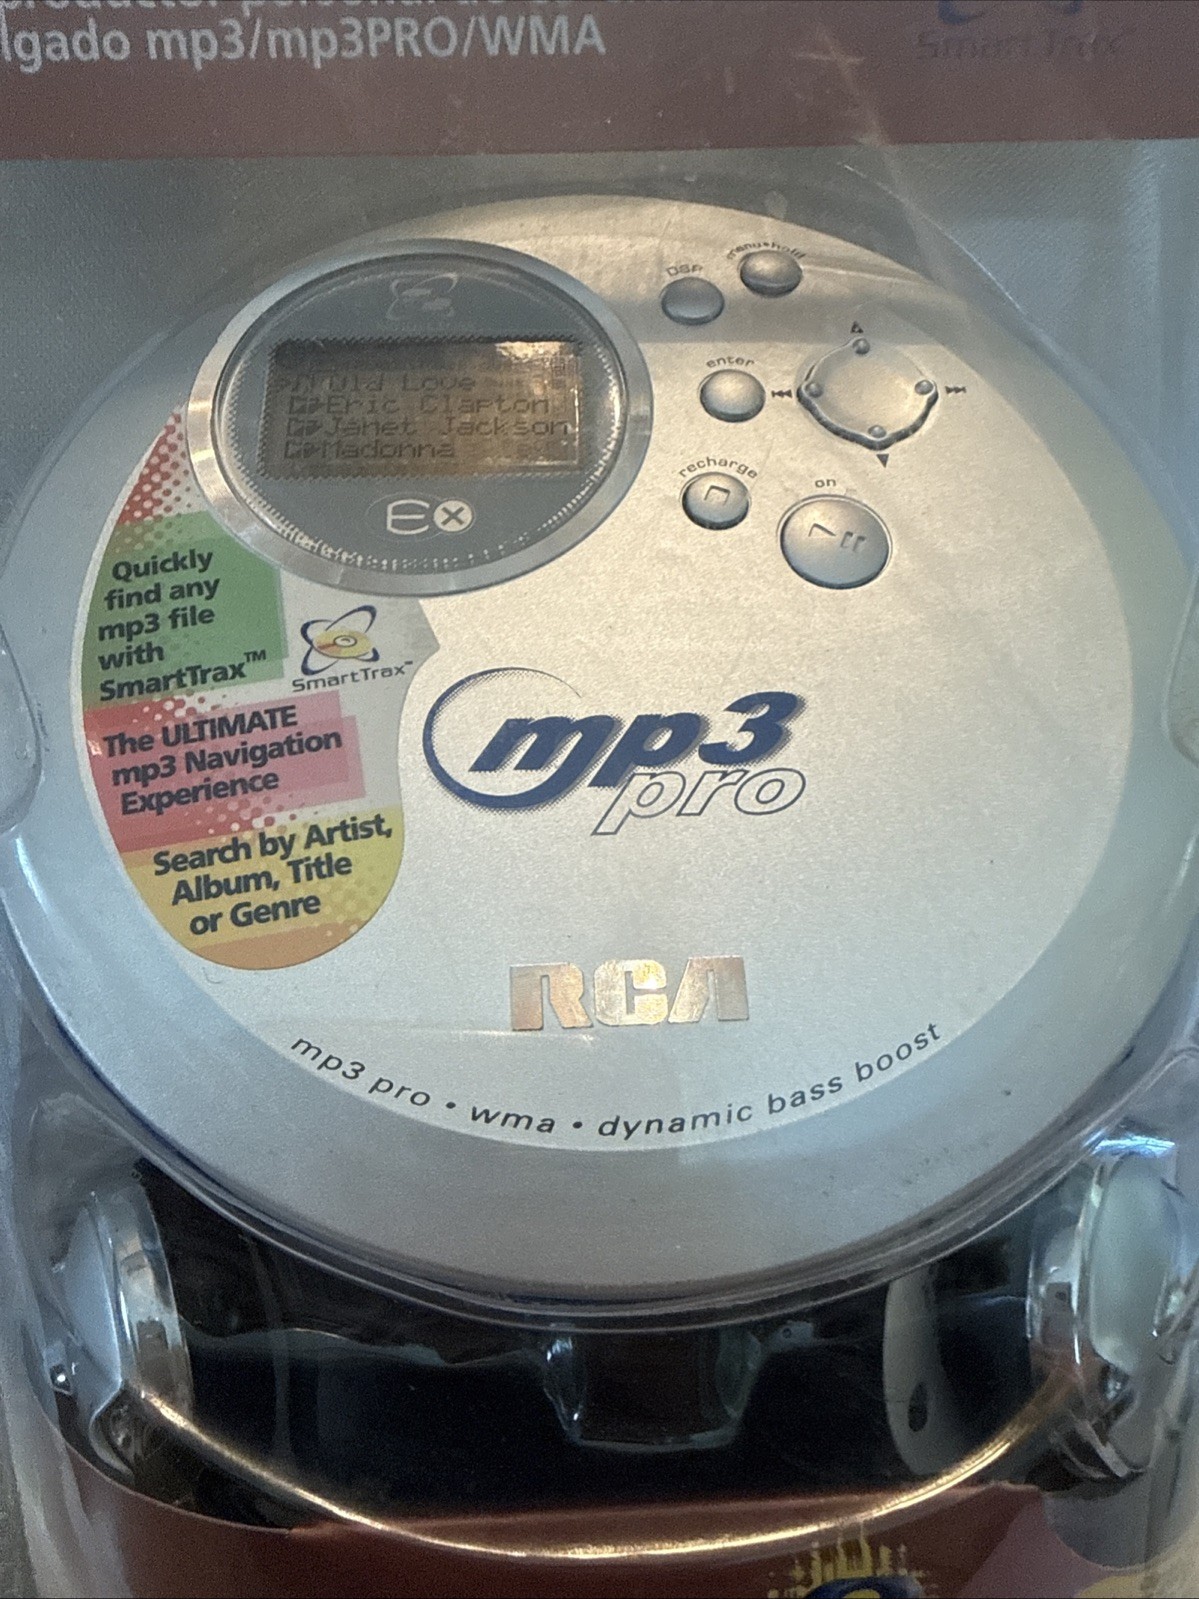 lgado mp3/mp3PRO/WMA
SmartTrax
menu•hold
DSP
enter
recharge
on
Old Love
Eric Clapton
Janet Jackson
Madonna
EX
Quickly
find any
mp3 file
with
SmartTrax™
SmartTrax™
The ULTIMATE
mp3 Navigation
Experience
Search by Artist,
Album, Title
or Genre
mp3
pro
RCA
mp3 pro • wma • dynamic bass boost